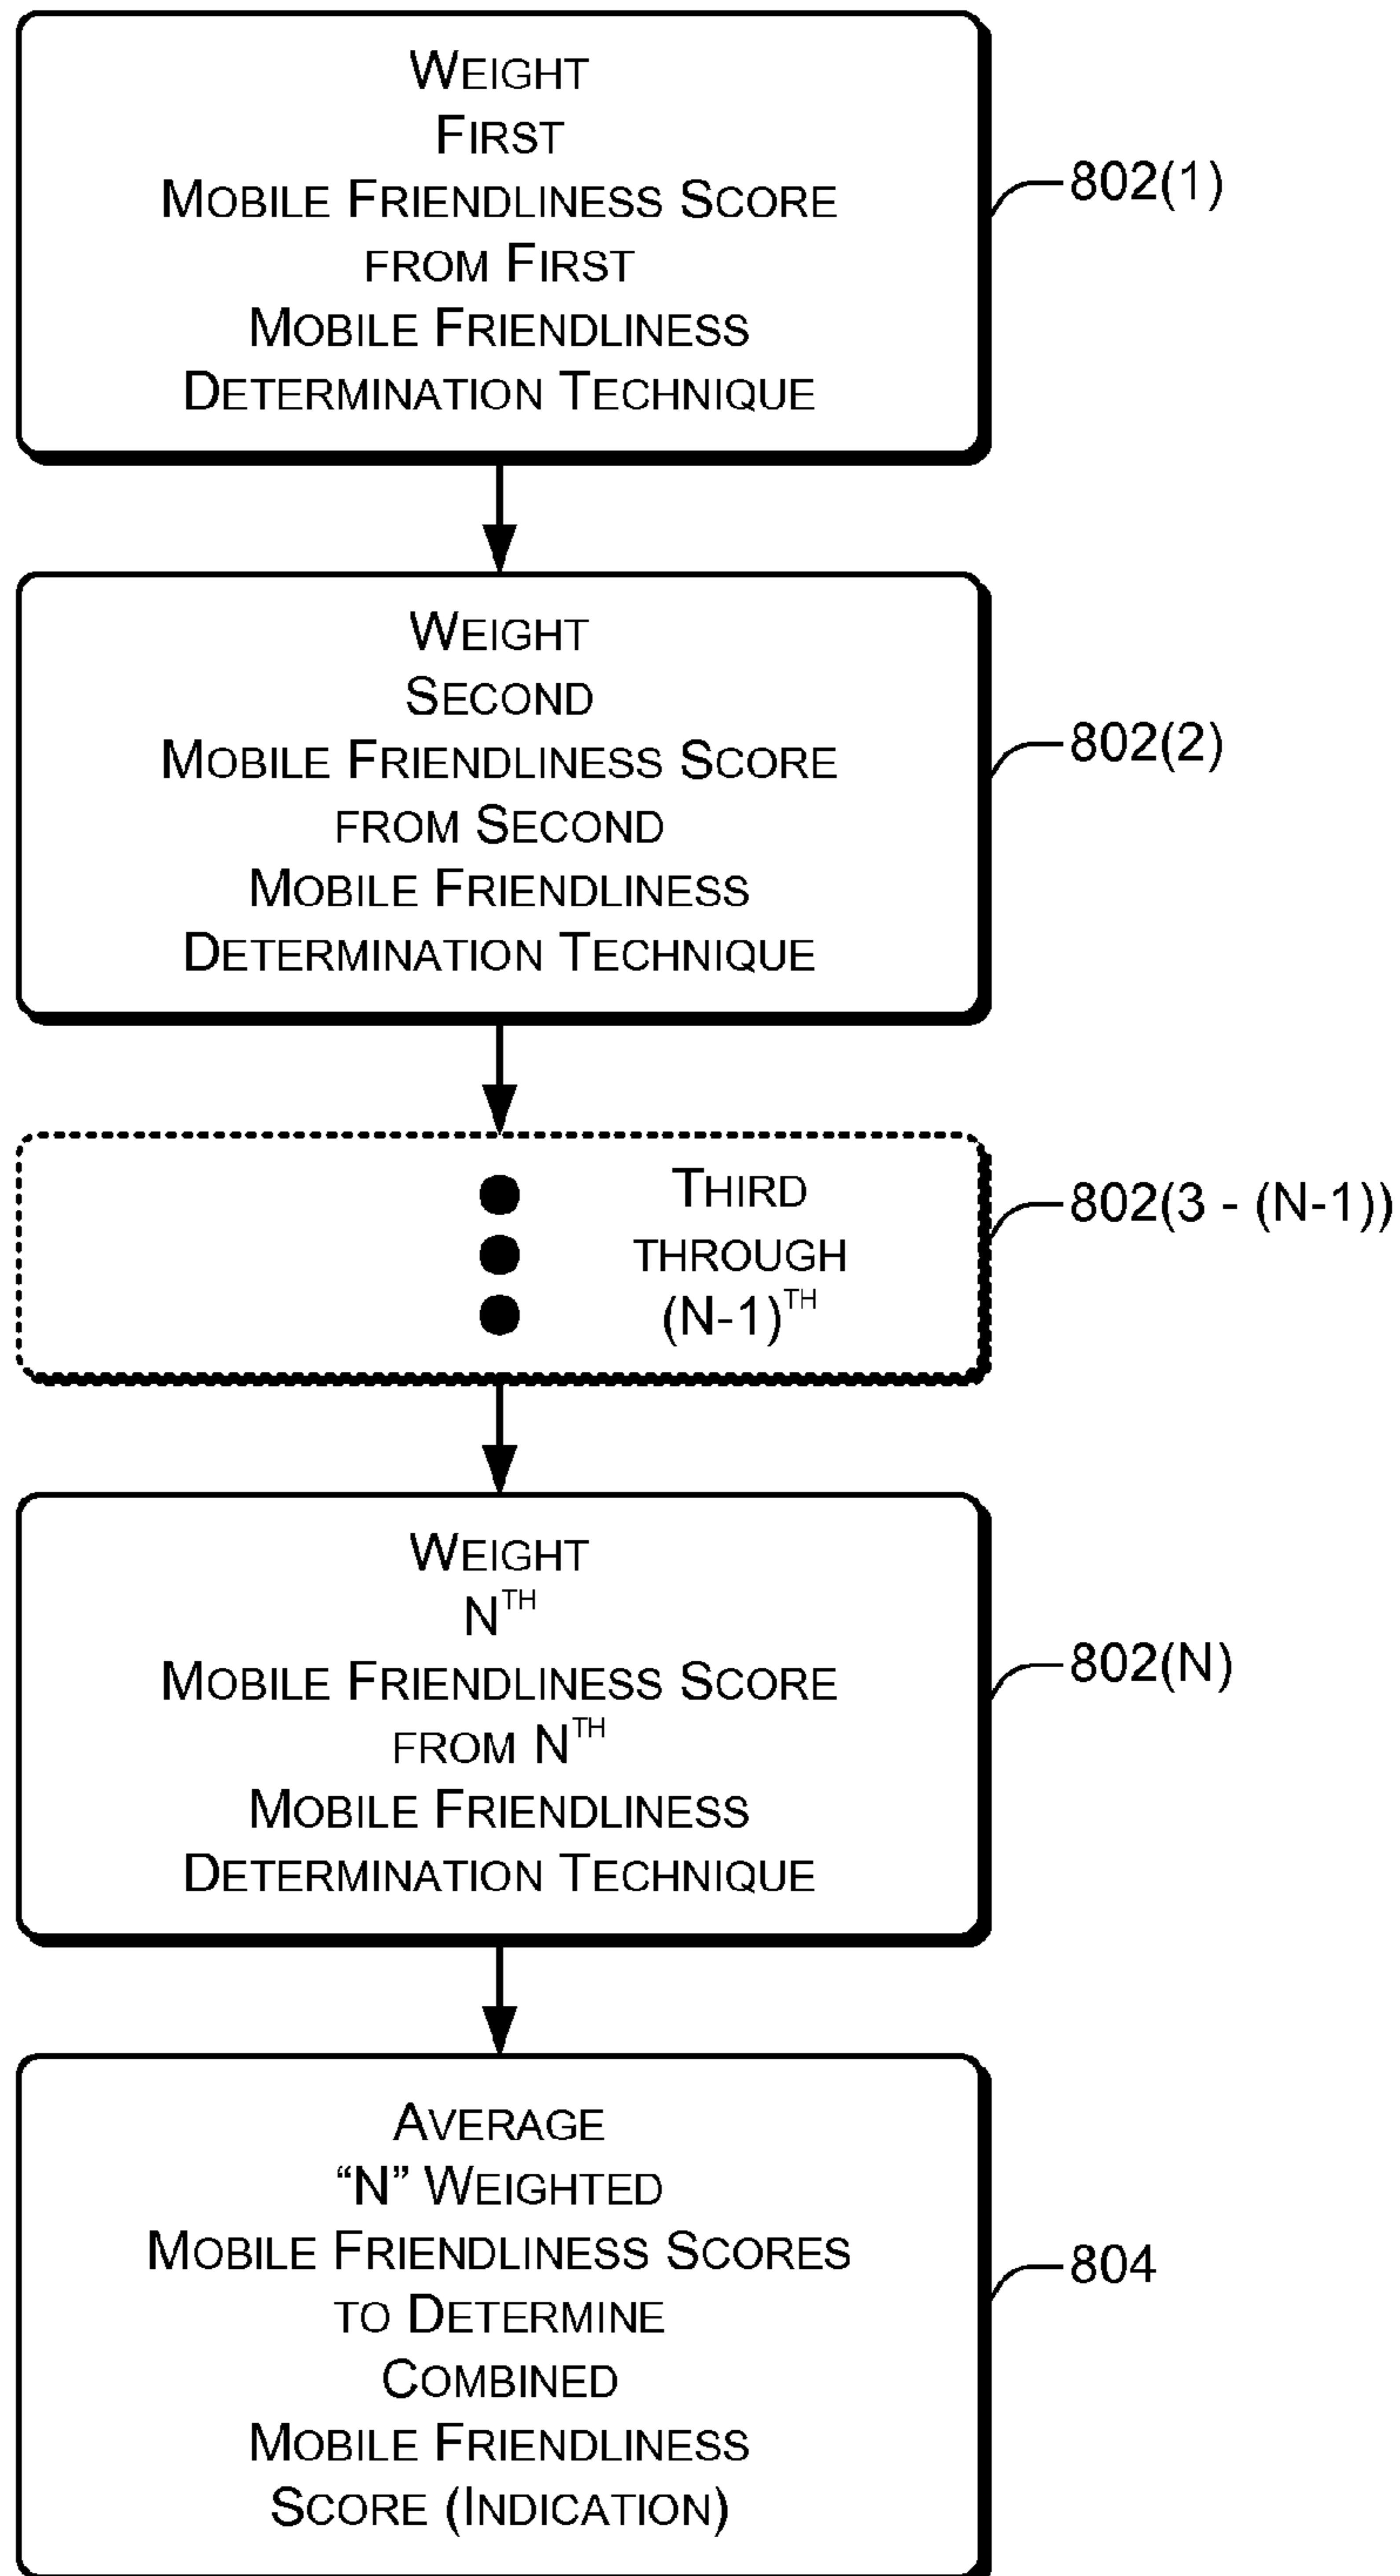 WEIGHT
FIRST
MOBILE FRIENDLINESS SCORE
FROM FIRST
MOBILE FRIENDLINESS
DETERMINATION TECHNIQUE
802(1)
WEIGHT
SECOND
MOBILE FRIENDLINESS SCORE
FROM SECOND
MOBILE FRIENDLINESS
DETERMINATION TECHNIQUE
802(2)
THIRD
THROUGH
(N-1)TH
802(3 - (N-1))
WEIGHT
NTH
MOBILE FRIENDLINESS SCORE
FROM NTH
MOBILE FRIENDLINESS
DETERMINATION TECHNIQUE
802(N)
AVERAGE
“N” WEIGHTED
MOBILE FRIENDLINESS SCORES
TO DETERMINE
COMBINED
MOBILE FRIENDLINESS
SCORE (INDICATION)
804